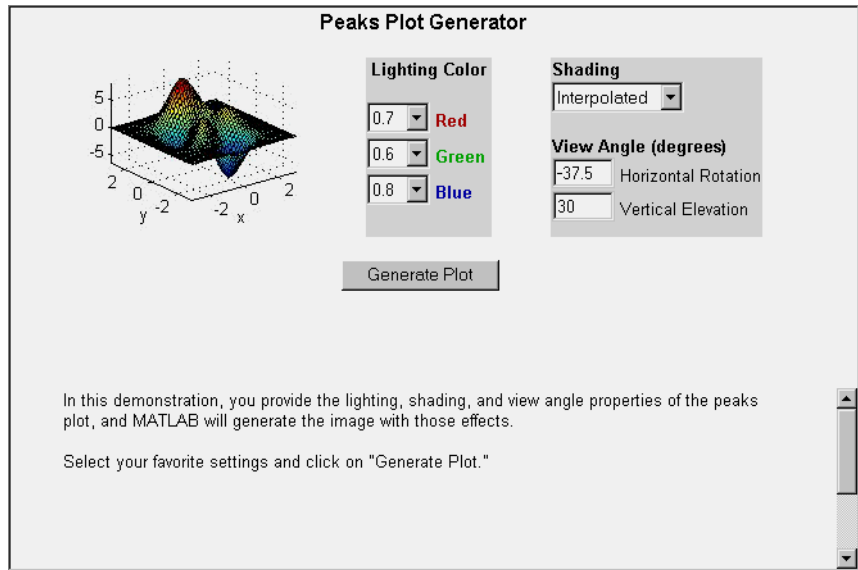 Peaks Plot Generator
5
0
-5
2
0
-2
y
-2
0
2
x
Lighting Color
0.7 Red
0.6 Green
0.8 Blue
Shading
Interpolated
View Angle (degrees)
-37.5 Horizontal Rotation
30 Vertical Elevation
Generate Plot
In this demonstration, you provide the lighting, shading, and view angle properties of the peaks
plot, and MATLAB will generate the image with those effects.
Select your favorite settings and click on "Generate Plot."